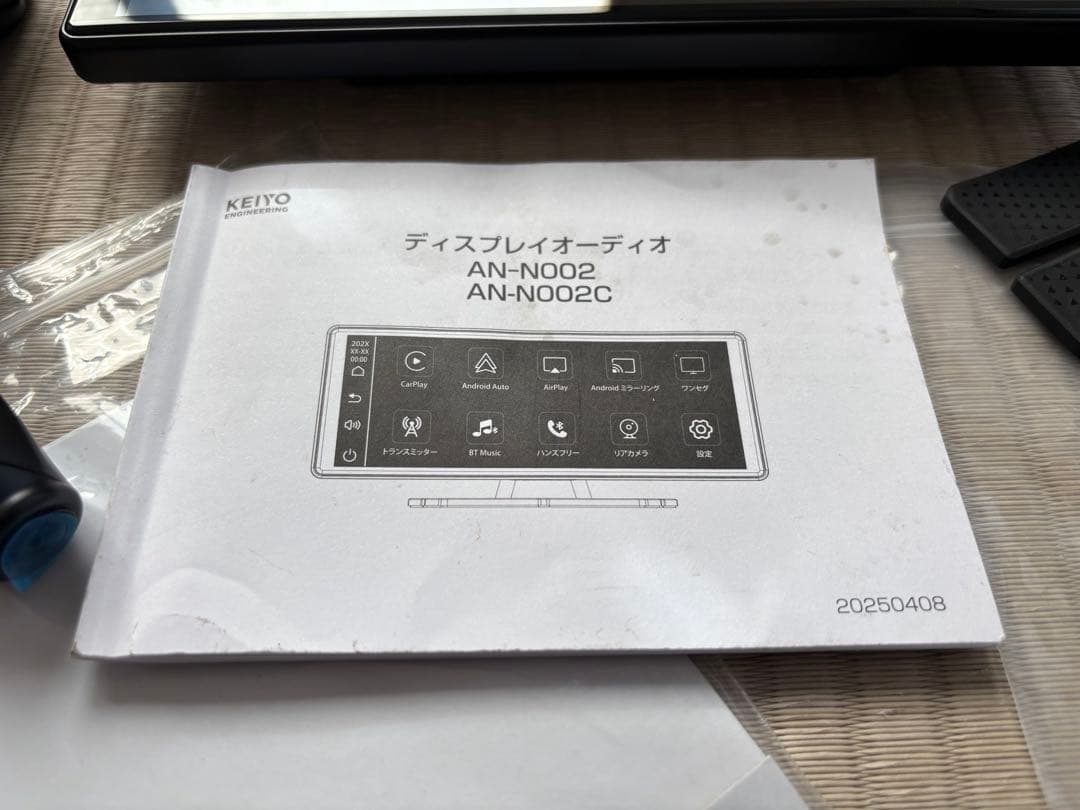 KEIYO
ENGINEERING
ディスプレイオーディオ
AN-N002
AN-N002C
202X
XX-XX
00:00
CarPlay
Android Auto
AirPlay
Android ミラーリング
ワンセグ
トランスミッター
BT Music
ハンズフリー
リアカメラ
設定
20250408